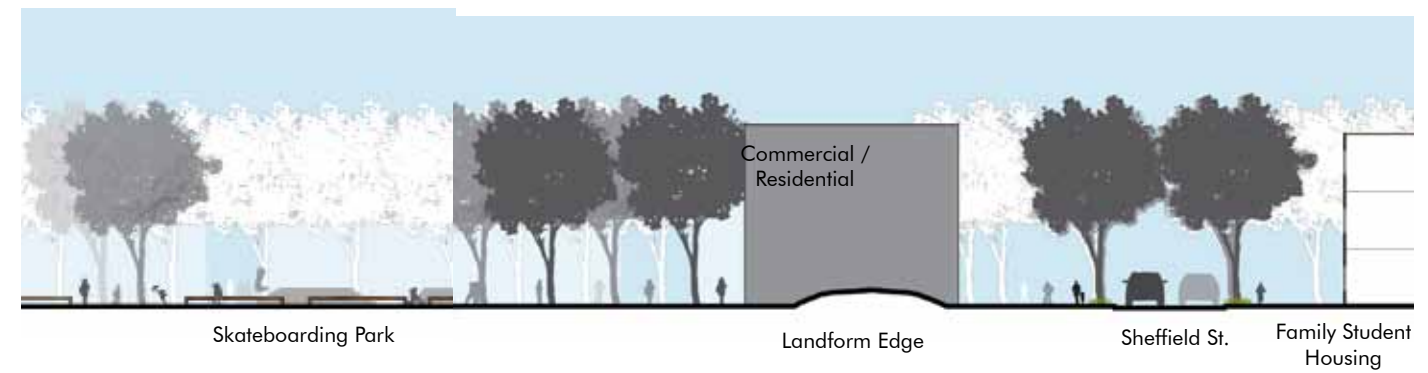 Commercial /
Residential
Skateboarding Park
Landform Edge
Sheffield St.
Family Student
Housing